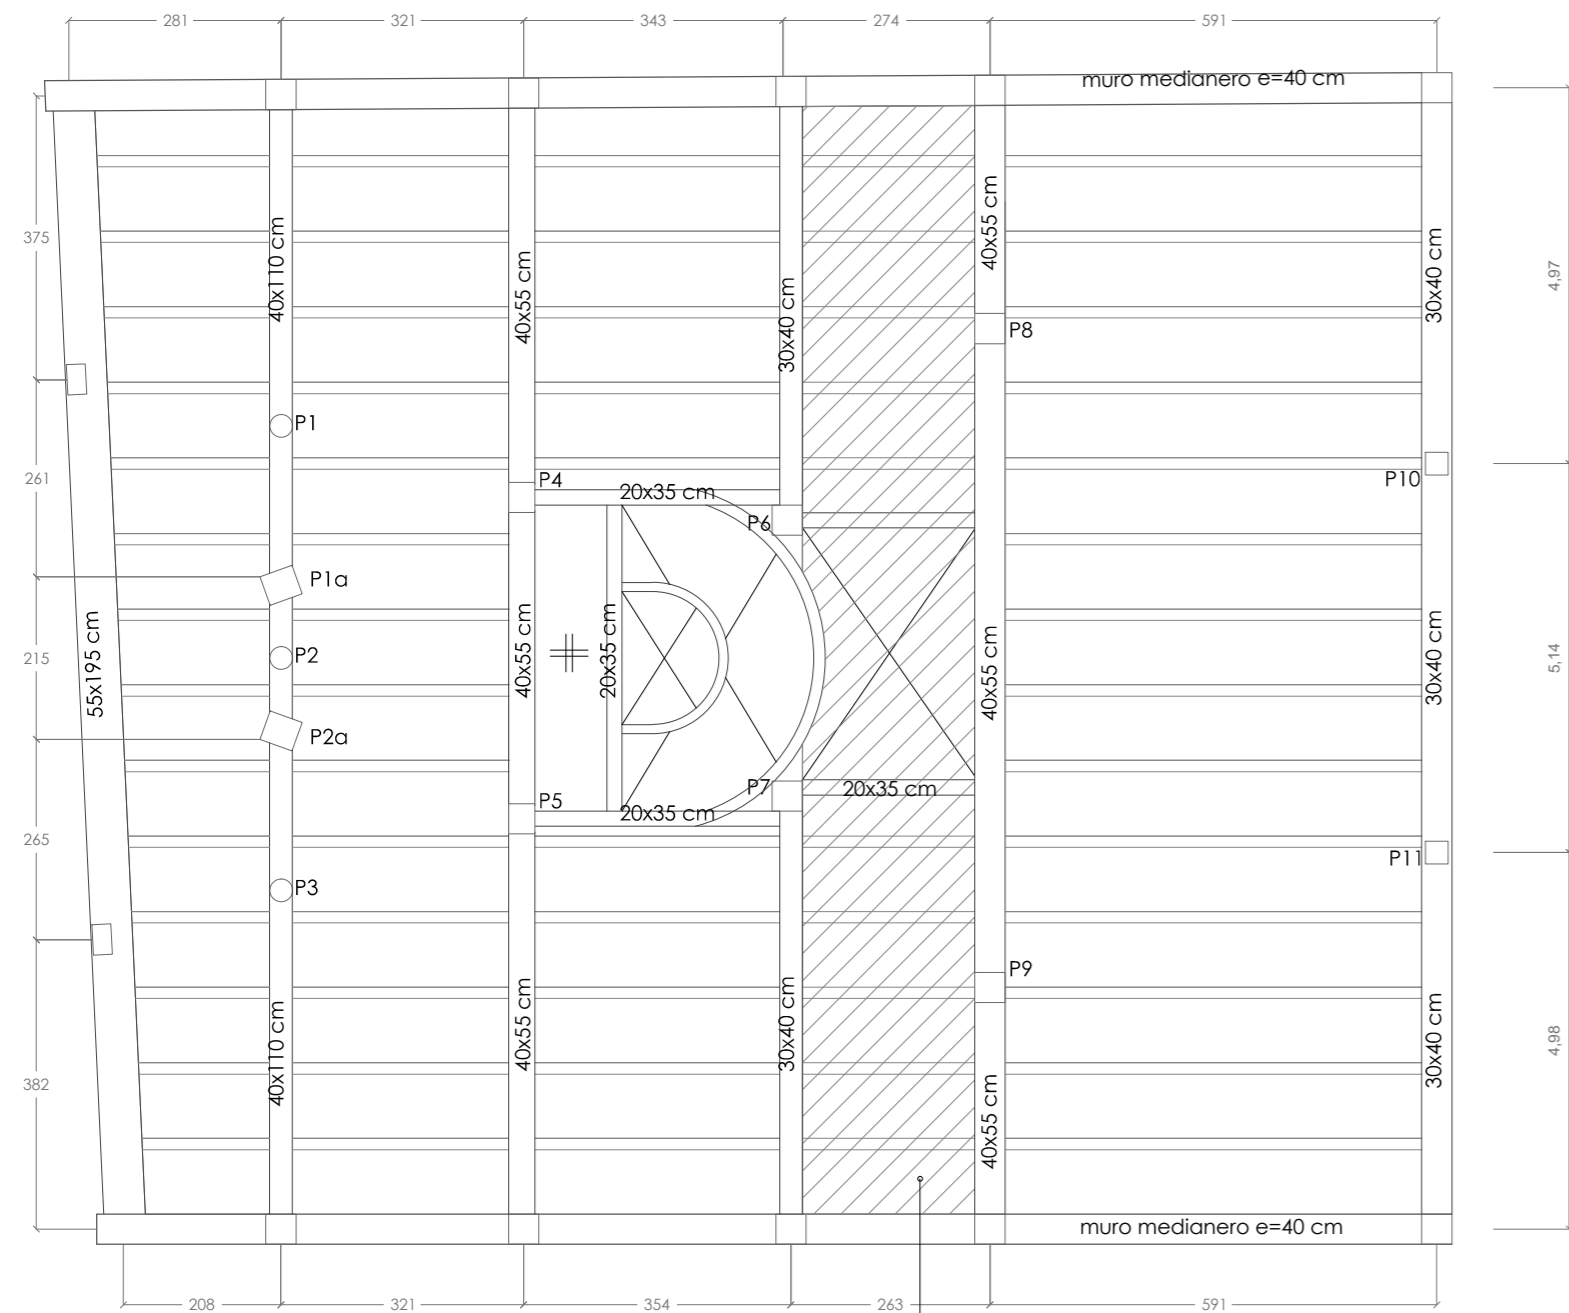 281
321
343
274
591
muro medianero e=40 cm
40x55 cm
375
40x110 cm
40x55 cm
30x40 cm
30x40 cm
4,97
P8
P1
261
P4
20x35 cm
P10
P6
P1a
215
55x195 cm
P2
40x55 cm
20x35 cm
40x55 cm
30x40 cm
5,14
P2a
P7
20x35 cm
P5
20x35 cm
265
P11
P3
P9
382
40x110 cm
40x55 cm
30x40 cm
40x55 cm
30x40 cm
4,98
muro medianero e=40 cm
208
321
354
263
591